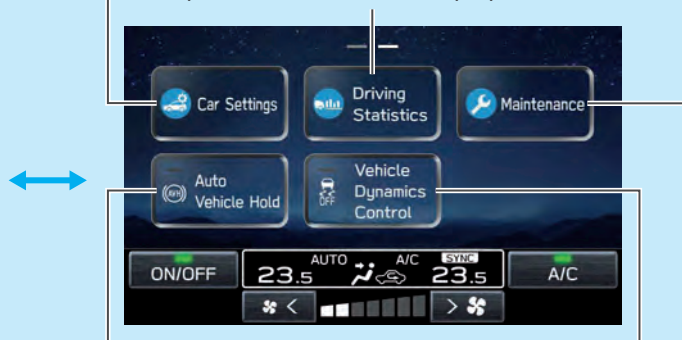 Car Settings
Driving
Statistics
Maintenance
(AVH)
Auto
Vehicle Hold
OFF
Vehicle
Dynamics
Control
ON/OFF
23.5
AUTO
A/C
SYNC
23.5
A/C
<
>